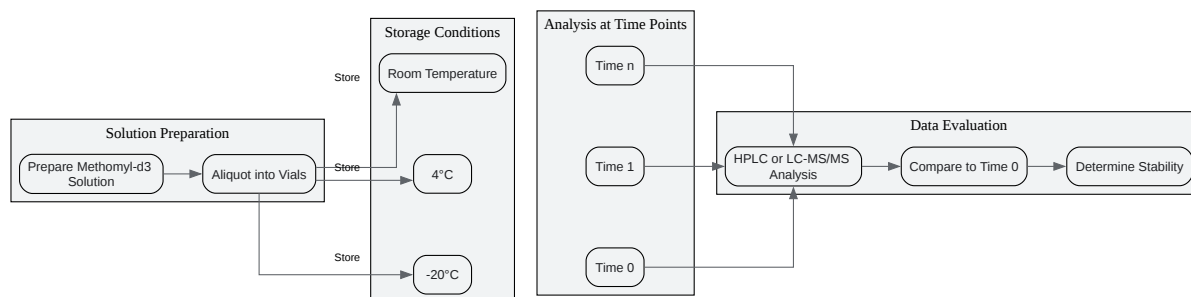 Solution Preparation
Prepare Methomyl-d3
Solution
Aliquot into Vials
Store
Store
Store
Storage Conditions
Room Temperature
4°C
-20°C
Analysis at Time Points
Time n
Time 1
Time 0
Data Evaluation
HPLC or LC-MS/MS
Analysis
Compare to Time 0
Determine Stability